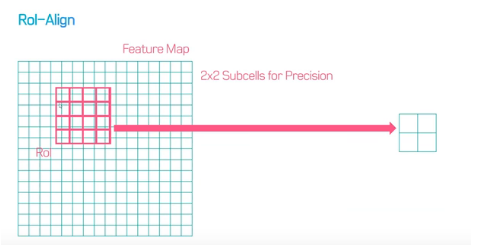 RoI-Align
Feature Map
2x2 Subcells for Precision
RoI